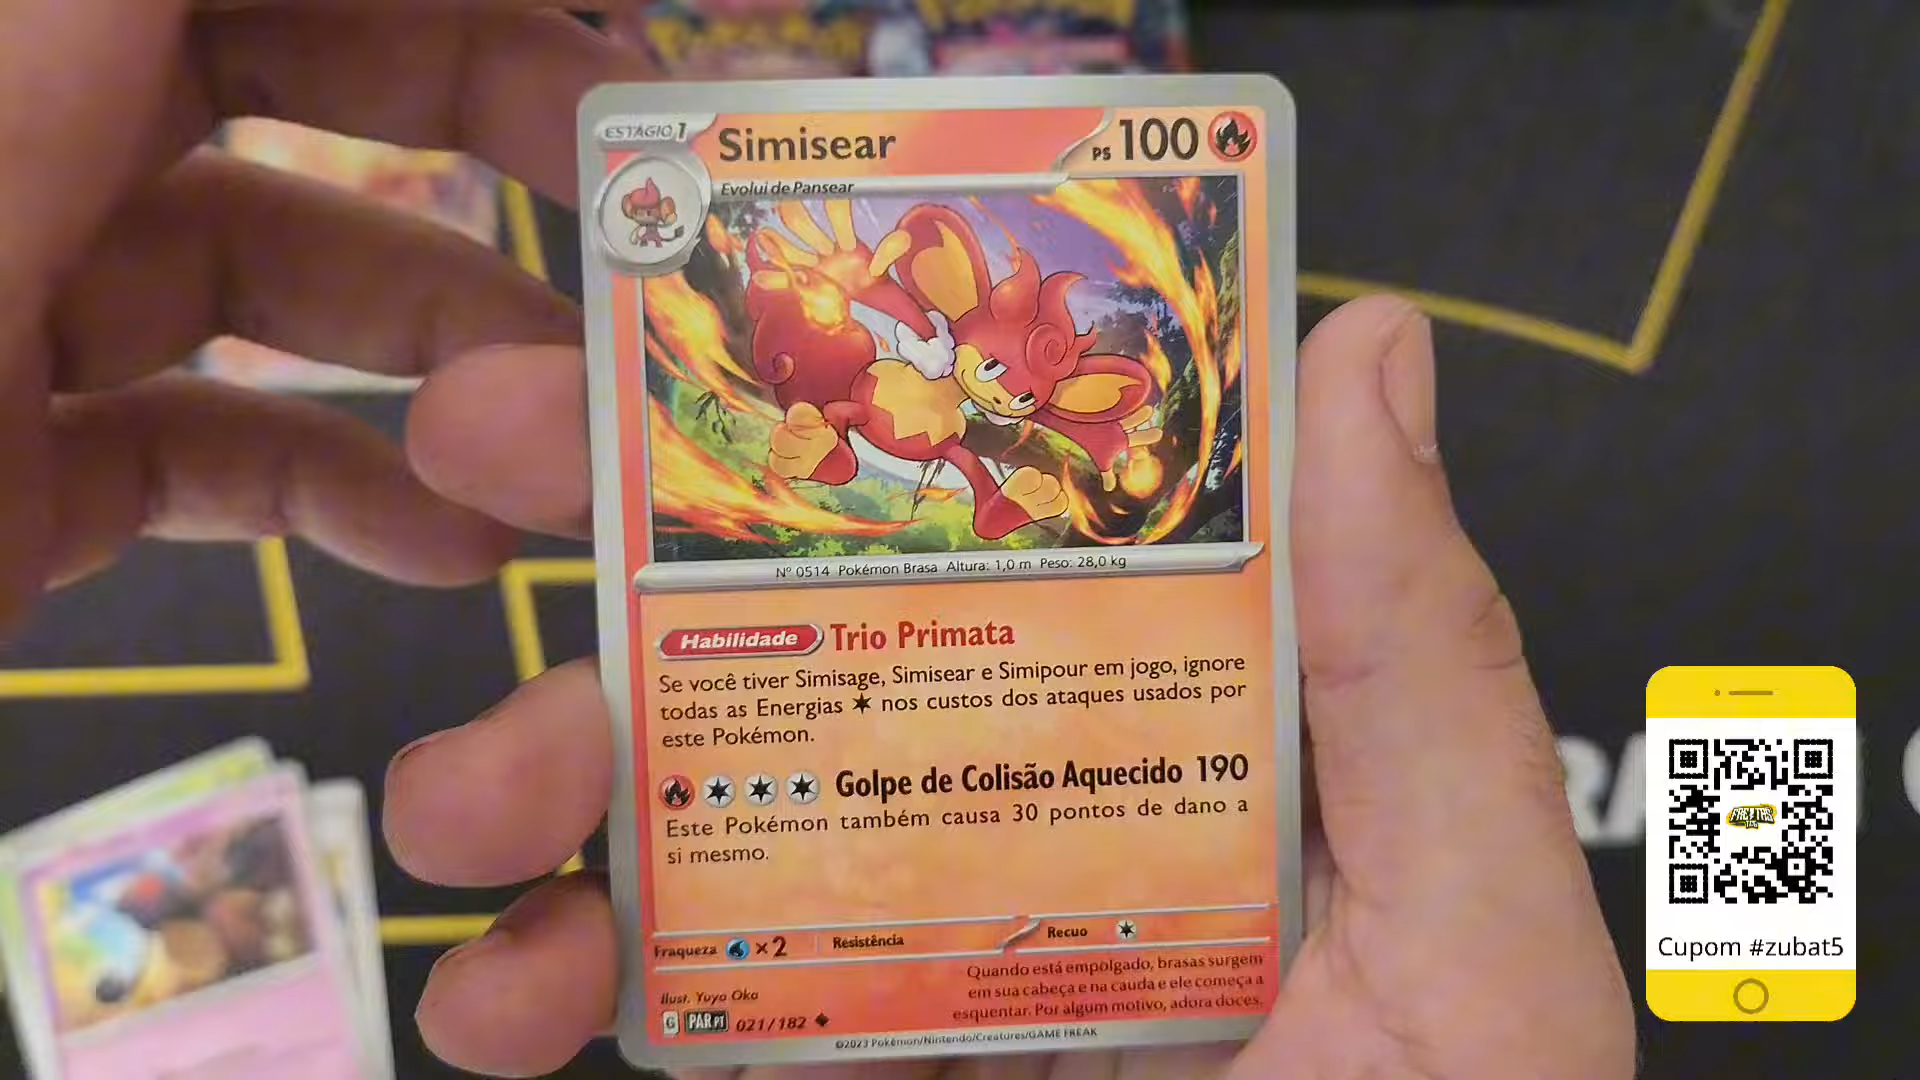 ESTÁGIO 1
Simisear
PS 100
Evolui de Pansear
Nº 0514 Pokémon Brasa Altura: 1,0 m Peso: 28,0 kg
Habilidade Trio Primata
Se você tiver Simisage, Simisear e Simipour em jogo, ignore
todas as Energias nos custos dos ataques usados por
este Pokémon.
Golpe de Colisão Aquecido 190
Este Pokémon também causa 30 pontos de dano a
si mesmo.
Fraqueza x2 Resistência Recuo
Quando está empolgado, brasas surgem
em sua cabeça e na cauda e ele começa a
esquentar. Por algum motivo, adora doces.
Ilust. Yuya Oka
G PAR PT 021/182
©2023 Pokémon/Nintendo/Creatures/GAME FREAK
FREITAS
TCG
Cupom #zubat5